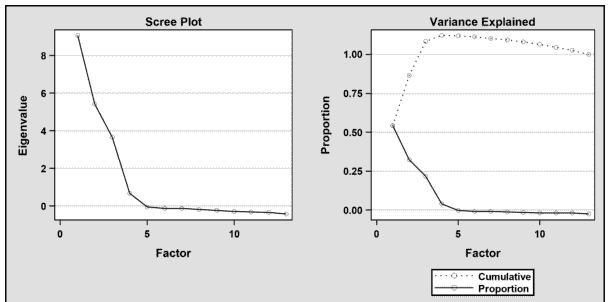 Scree Plot
Eigenvalue
8
6
4
2
0
0
5
10
Factor
Variance Explained
Proportion
1.00
0.75
0.50
0.25
0.00
0
5
10
Factor
Cumulative
Proportion